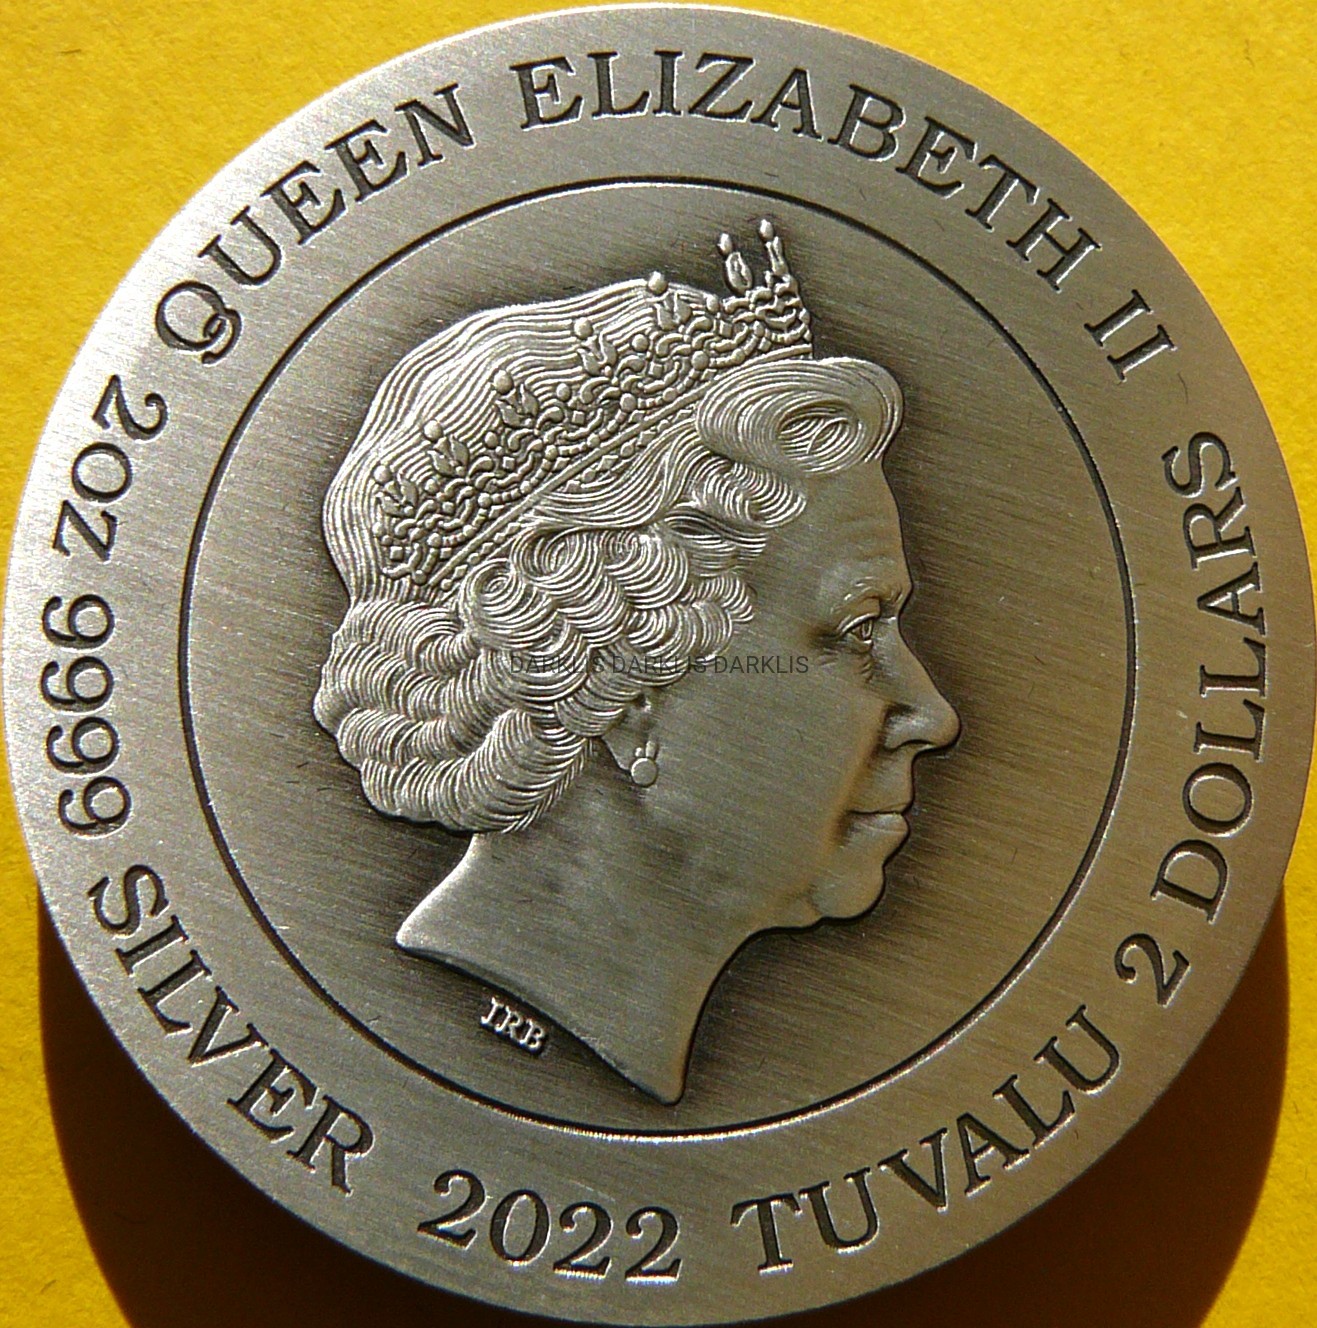 QUEEN ELIZABETH II
2 DOLLARS
TUVALU
2022
2OZ 9999 SILVER
IRB
DARKLIS DARKLIS DARKLIS